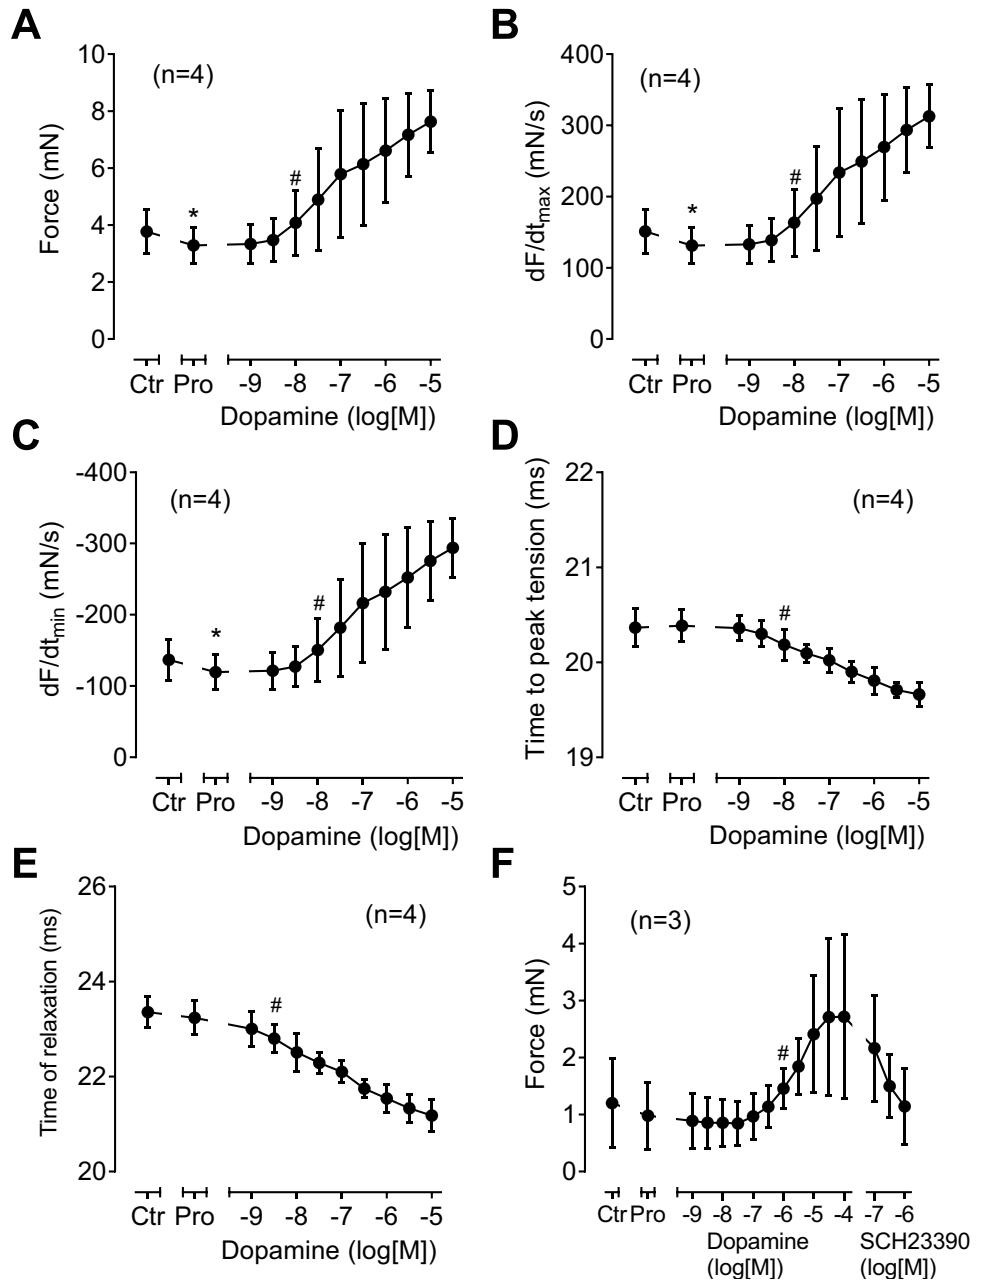 A
Force (mN)
10
8
6
4
2
0
(n=4)
*
#
Ctr Pro -9 -8 -7 -6 -5
Dopamine (log[M])
B
dF/dtmax (mN/s)
400
300
200
100
0
(n=4)
*
#
Ctr Pro -9 -8 -7 -6 -5
Dopamine (log[M])
C
dF/dtmin (mN/s)
-400
-300
-200
-100
0
(n=4)
*
#
Ctr Pro -9 -8 -7 -6 -5
Dopamine (log[M])
D
Time to peak tension (ms)
22
21
20
19
(n=4)
#
Ctr Pro -9 -8 -7 -6 -5
Dopamine (log[M])
E
Time of relaxation (ms)
26
24
22
20
(n=4)
#
Ctr Pro -9 -8 -7 -6 -5
Dopamine (log[M])
F
Force (mN)
5
4
3
2
1
0
(n=3)
#
Ctr Pro -9 -8 -7 -6 -5 -4 -7 -6
Dopamine
(log[M])
SCH23390
(log[M])